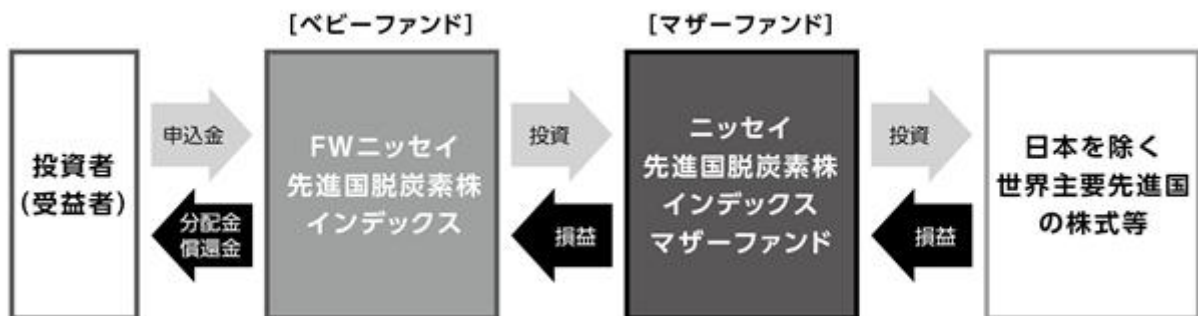 [ベビーファンド]
[マザーファンド]
投資者
(受益者)
申込金
分配金
償還金
FWニッセイ
先進国脱炭素株
インデックス
投資
損益
ニッセイ
先進国脱炭素株
インデックス
マザーファンド
投資
損益
日本を除く
世界主要先進国
の株式等